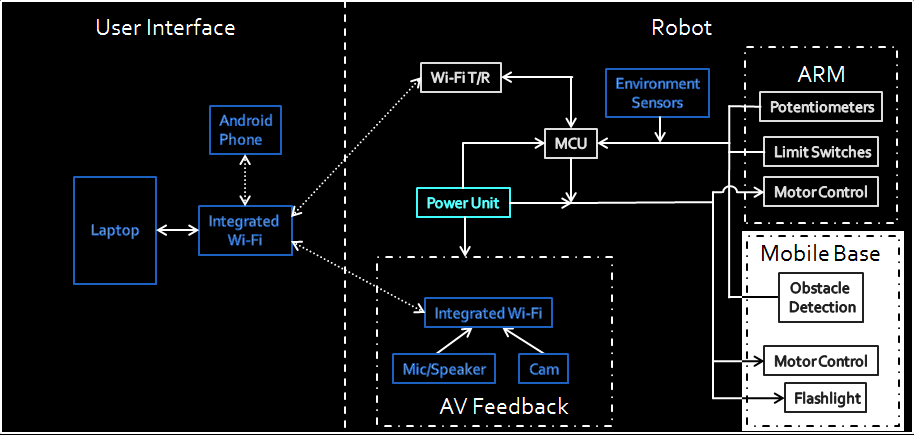 User Interface
Robot
Wi-Fi T/R
Environment
Sensors
ARM
Potentiometers
Android
Phone
MCU
Limit Switches
Motor Control
Power Unit
Laptop
Integrated
Wi-Fi
Mobile Base
Obstacle
Detection
Integrated Wi-Fi
Mic/Speaker
Cam
Motor Control
Flashlight
AV Feedback